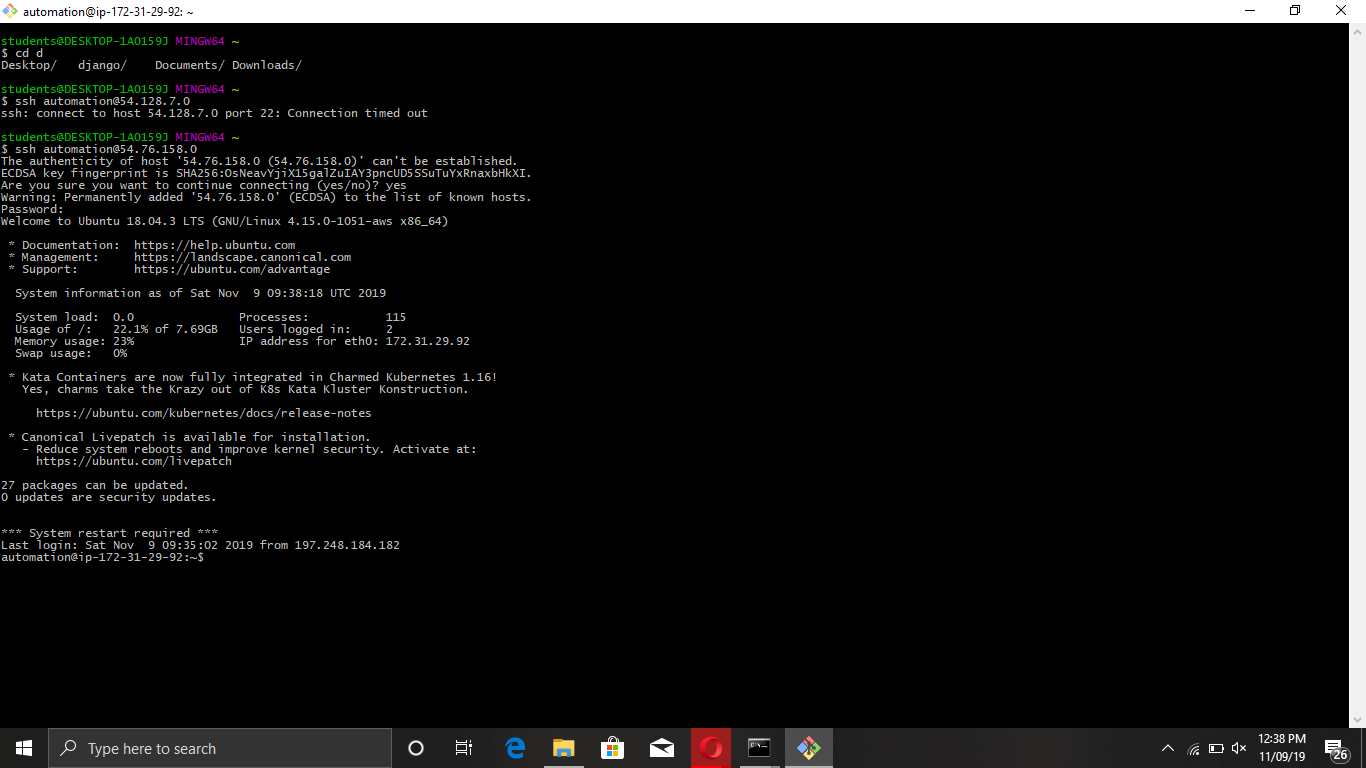 automation@ip-172-31-29-92: ~
students@DESKTOP-1AO159J MINGW64 ~
$ cd d
Desktop/   django/    Documents/ Downloads/
students@DESKTOP-1AO159J MINGW64 ~
$ ssh automation@54.128.7.0
ssh: connect to host 54.128.7.0 port 22: Connection timed out
students@DESKTOP-1AO159J MINGW64 ~
$ ssh automation@54.76.158.0
The authenticity of host '54.76.158.0 (54.76.158.0)' can't be established.
ECDSA key fingerprint is SHA256:OsNeavYjiX15galZuIAY3pncUD5SSuTuYxRnaxbHkXI.
Are you sure you want to continue connecting (yes/no)? yes
Warning: Permanently added '54.76.158.0' (ECDSA) to the list of known hosts.
Password:
Welcome to Ubuntu 18.04.3 LTS (GNU/Linux 4.15.0-1051-aws x86_64)
 * Documentation:  https://help.ubuntu.com
 * Management:     https://landscape.canonical.com
 * Support:        https://ubuntu.com/advantage
  System information as of Sat Nov  9 09:38:18 UTC 2019
  System load:  0.0               Processes:           115
  Usage of /:   22.1% of 7.69GB   Users logged in:     2
  Memory usage: 23%               IP address for eth0: 172.31.29.92
  Swap usage:   0%
 * Kata Containers are now fully integrated in Charmed Kubernetes 1.16!
   Yes, charms take the Krazy out of K8s Kata Kluster Konstruction.
     https://ubuntu.com/kubernetes/docs/release-notes
 * Canonical Livepatch is available for installation.
   - Reduce system reboots and improve kernel security. Activate at:
     https://ubuntu.com/livepatch
27 packages can be updated.
0 updates are security updates.
*** System restart required ***
Last login: Sat Nov  9 09:35:02 2019 from 197.248.184.182
automation@ip-172-31-29-92:~$
Type here to search
12:38 PM
11/09/19
26